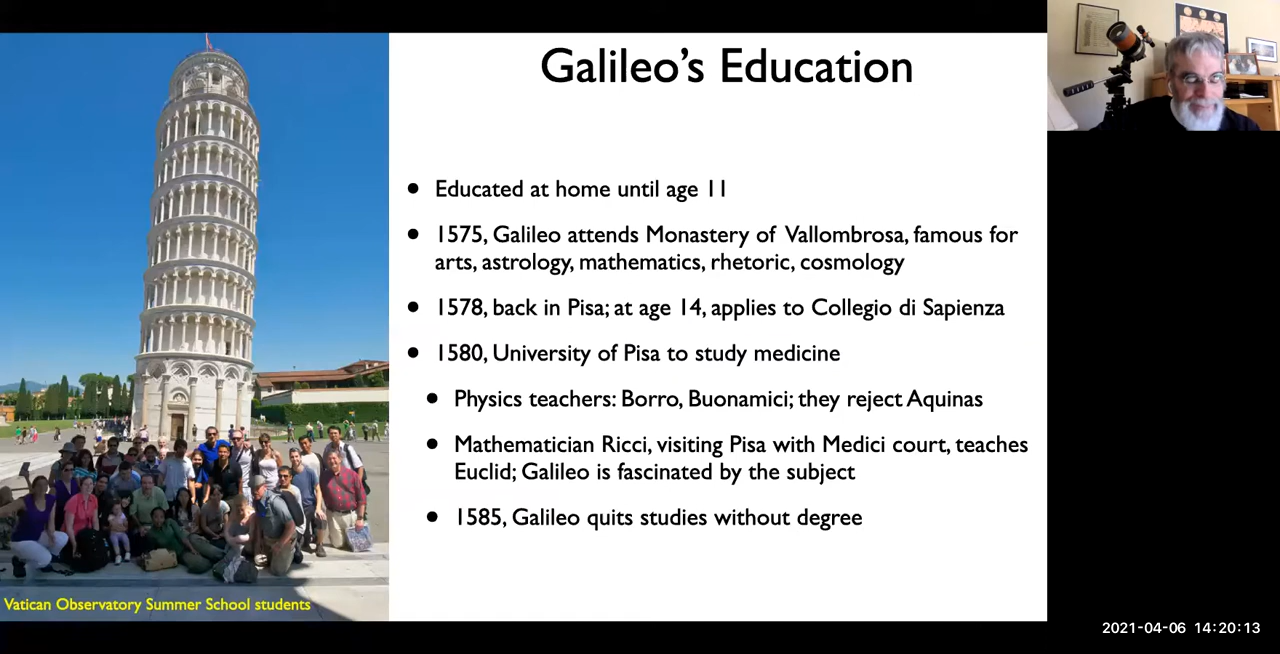 Galileo's Education
• Educated at home until age 11
• 1575, Galileo attends Monastery of Vallombrosa, famous for
arts, astrology, mathematics, rhetoric, cosmology
• 1578, back in Pisa; at age 14, applies to Collegio di Sapienza
• 1580, University of Pisa to study medicine
• Physics teachers: Borro, Buonamici; they reject Aquinas
• Mathematician Ricci, visiting Pisa with Medici court, teaches
Euclid; Galileo is fascinated by the subject
• 1585, Galileo quits studies without degree
Vatican Observatory Summer School students
2021-04-06 14:20:13